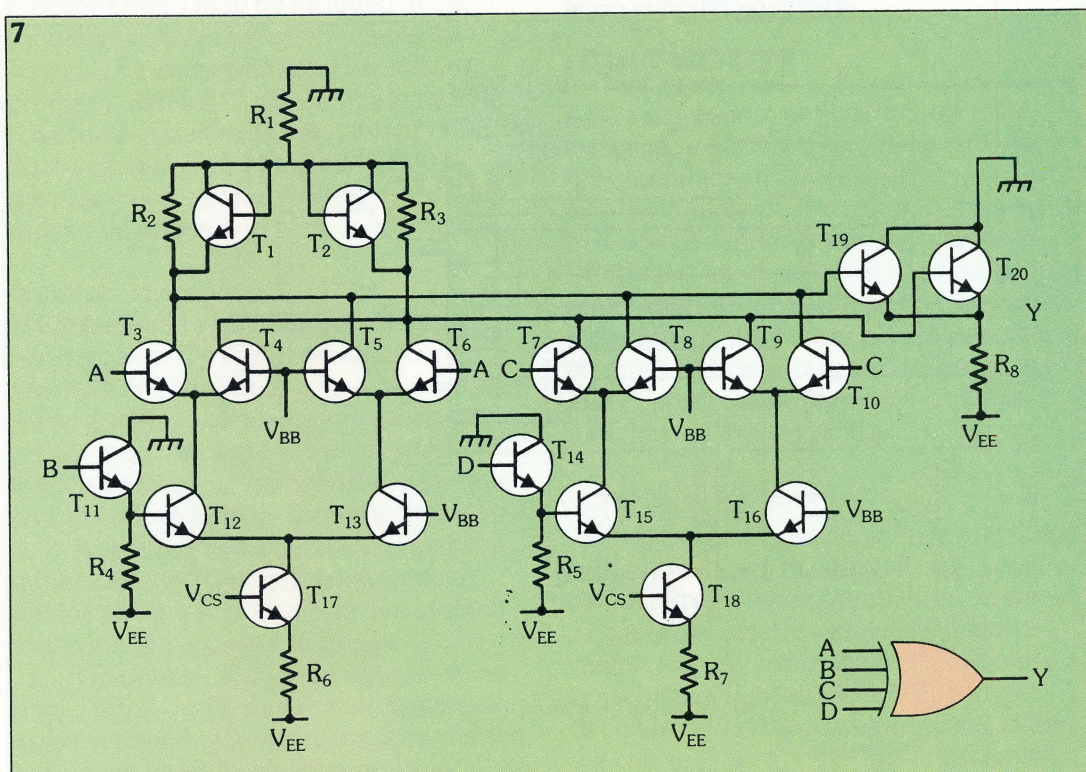 7
R1
R2
T1
T2
R3
T19
T20
Y
T3
T4
T5
T6
T7
T8
T9
A
A
C
C
T10
R8
VBB
VBB
VEE
B
T11
T12
T13
VBB
D
T14
T15
T16
VBB
R4
VCS
T17
R5
VCS
T18
VEE
VEE
R6
R7
VEE
VEE
A
B
C
D
Y